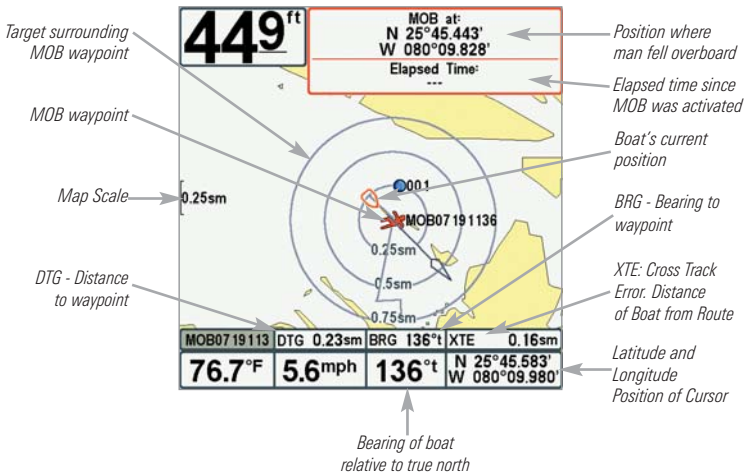 Target surrounding
MOB waypoint
MOB waypoint
Map Scale
DTG - Distance
to waypoint
44.9 ft
MOB at:
N 25°45.443'
W 080°09.828'
Elapsed Time:
---
001
0.25sm
MOB07191136
0.25sm
0.5sm
0.75sm
MOB0719113 DTG 0.23sm BRG 136°t XTE 0.16sm
76.7°F 5.6mph 136°t N 25°45.583'
W 080°09.980'
Position where
man fell overboard
Elapsed time since
MOB was activated
Boat's current
position
BRG - Bearing to
waypoint
XTE: Cross Track
Error. Distance
of Boat from Route
Latitude and
Longitude
Position of Cursor
Bearing of boat
relative to true north